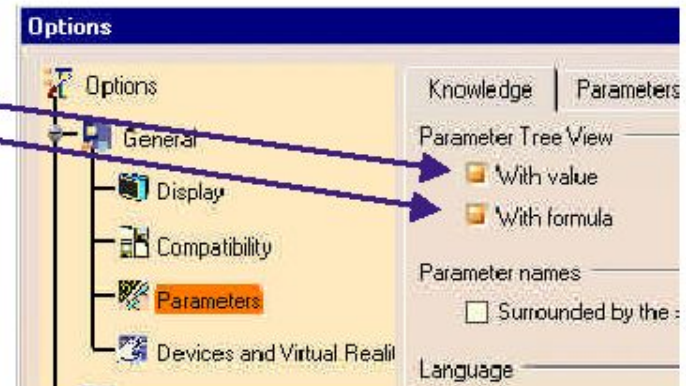 Options
Options
General
Display
Compatibility
Parameters
Devices and Virtual Reali
Knowledge
Parameters
Parameter Tree View
With value
With formula
Parameter names
Surrounded by the
Language